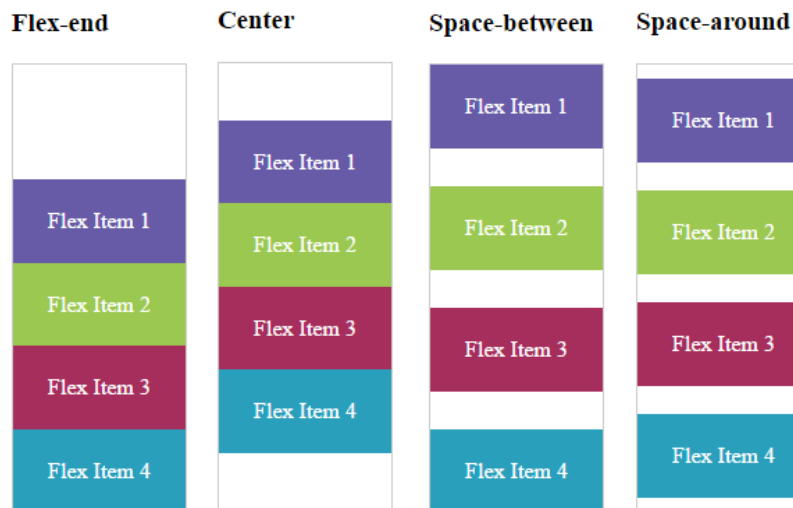 Flex-end
Center
Space-between
Space-around
Flex Item 1
Flex Item 2
Flex Item 3
Flex Item 4
Flex Item 1
Flex Item 2
Flex Item 3
Flex Item 4
Flex Item 1
Flex Item 2
Flex Item 3
Flex Item 4
Flex Item 1
Flex Item 2
Flex Item 3
Flex Item 4